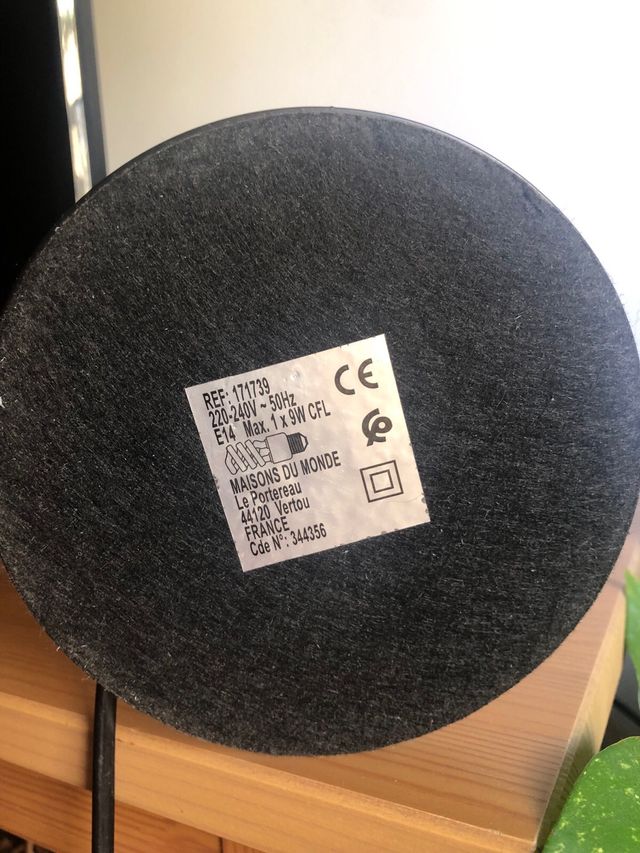 REF: 171739
220-240V ~ 50Hz
E14 Max. 1 x 9W CFL
MAISONS DU MONDE
Le Portereau
44120 Vertou
FRANCE
Cde N°: 344356
CE